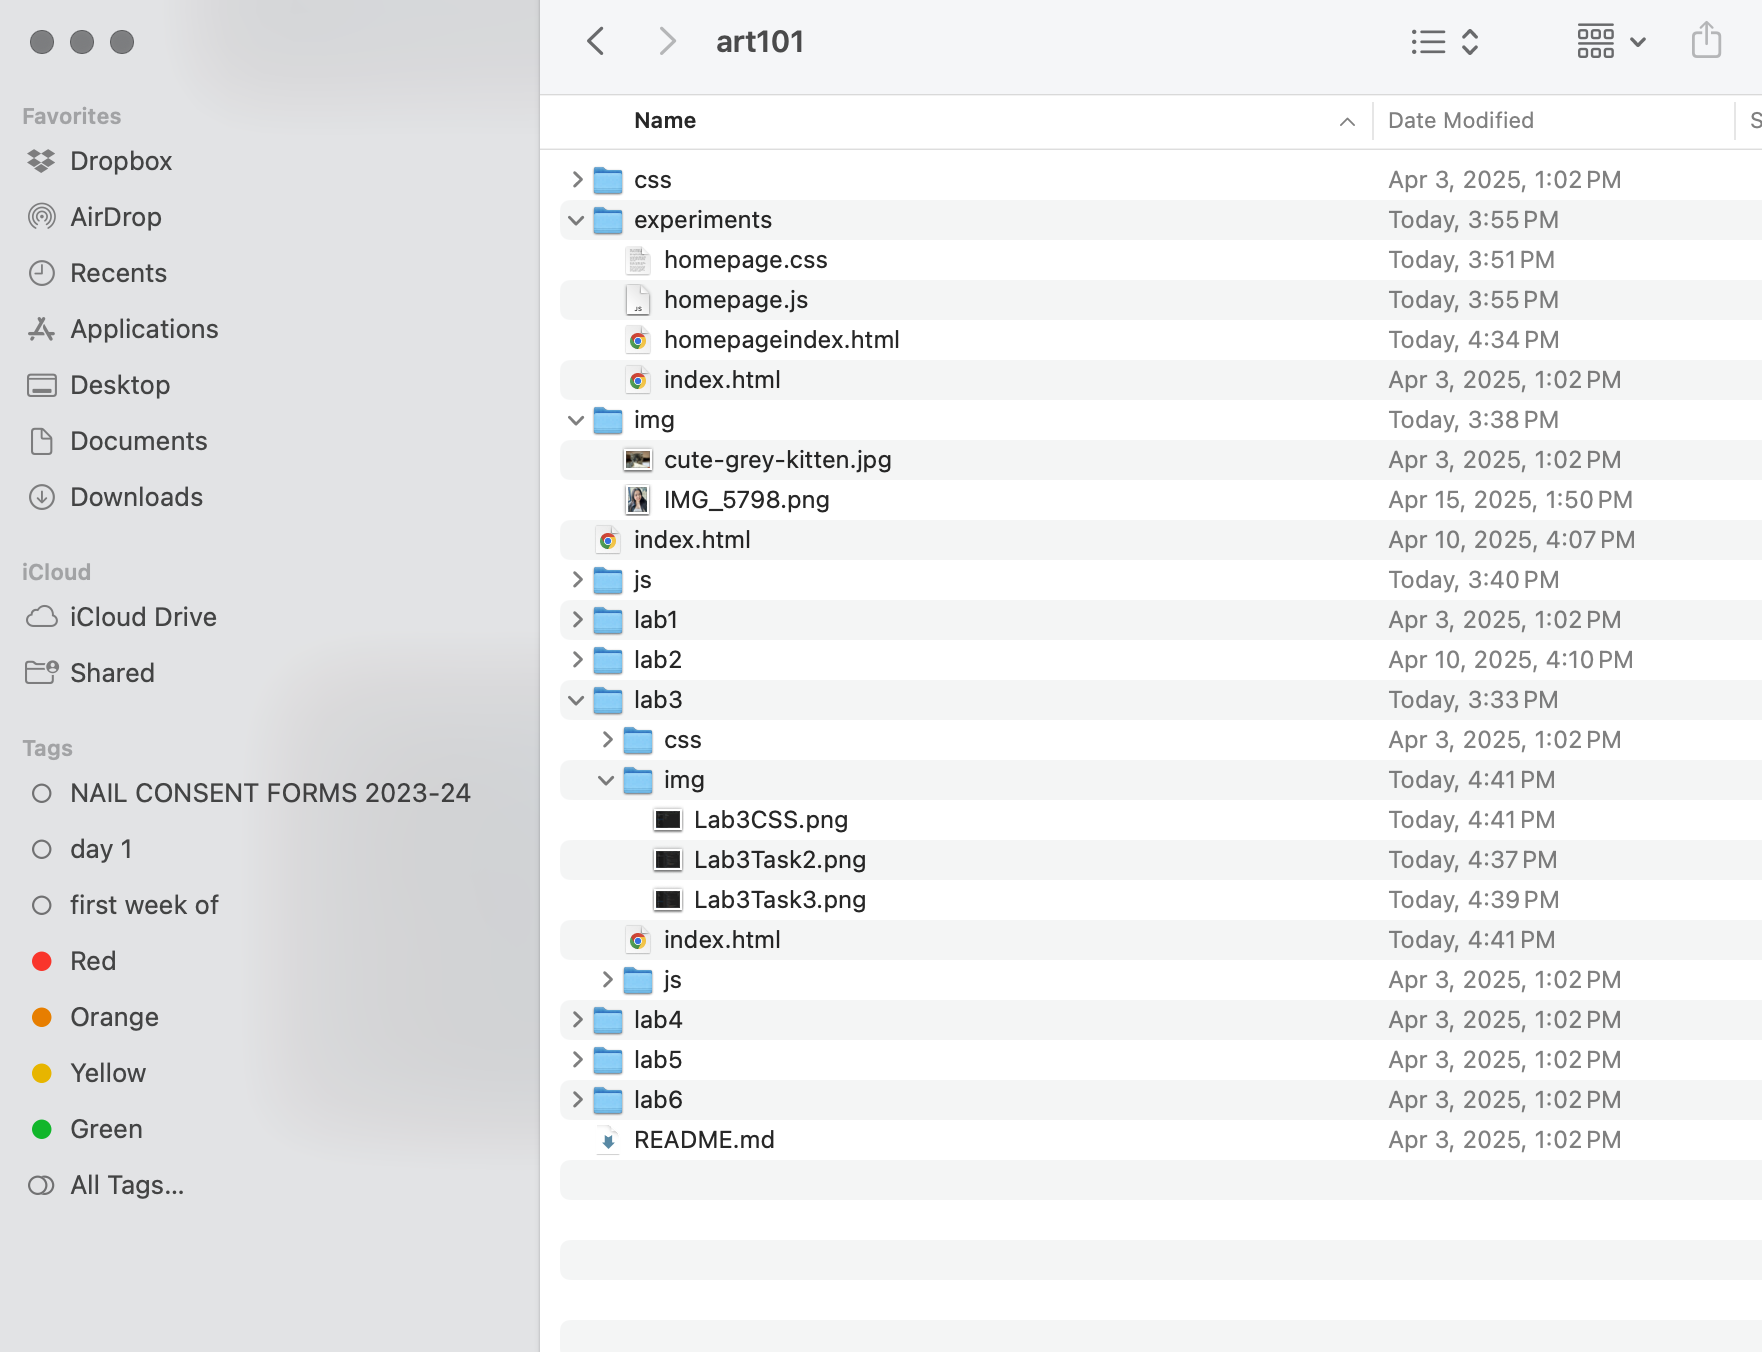 art101
Favorites
Dropbox
AirDrop
Recents
Applications
Desktop
Documents
Downloads
iCloud
iCloud Drive
Shared
Tags
NAIL CONSENT FORMS 2023-24
day 1
first week of
Red
Orange
Yellow
Green
All Tags...
Name Date Modified S
css Apr 3, 2025, 1:02 PM
experiments Today, 3:55 PM
homepage.css Today, 3:51 PM
JS homepage.js Today, 3:55 PM
homepageindex.html Today, 4:34 PM
index.html Apr 3, 2025, 1:02 PM
img Today, 3:38 PM
cute-grey-kitten.jpg Apr 3, 2025, 1:02 PM
IMG_5798.png Apr 15, 2025, 1:50 PM
index.html Apr 10, 2025, 4:07 PM
js Today, 3:40 PM
lab1 Apr 3, 2025, 1:02 PM
lab2 Apr 10, 2025, 4:10 PM
lab3 Today, 3:33 PM
css Apr 3, 2025, 1:02 PM
img Today, 4:41 PM
Lab3CSS.png Today, 4:41 PM
Lab3Task2.png Today, 4:37 PM
Lab3Task3.png Today, 4:39 PM
index.html Today, 4:41 PM
js Apr 3, 2025, 1:02 PM
lab4 Apr 3, 2025, 1:02 PM
lab5 Apr 3, 2025, 1:02 PM
lab6 Apr 3, 2025, 1:02 PM
README.md Apr 3, 2025, 1:02 PM